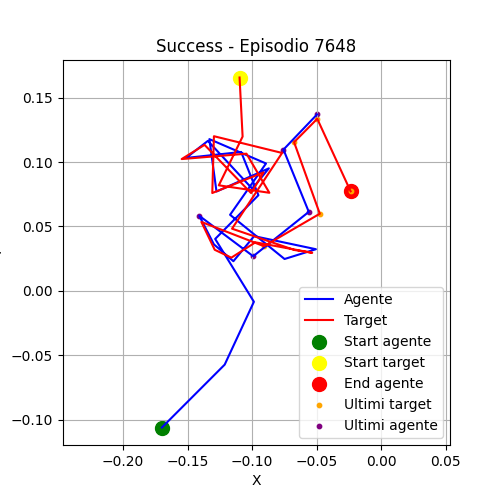 Success - Episodio 7648
0.15
0.10
0.05
0.00
−0.05
−0.10
−0.20
−0.15
−0.10
−0.05
0.00
0.05
X
Agente
Target
Start agente
Start target
End agente
Ultimi target
Ultimi agente